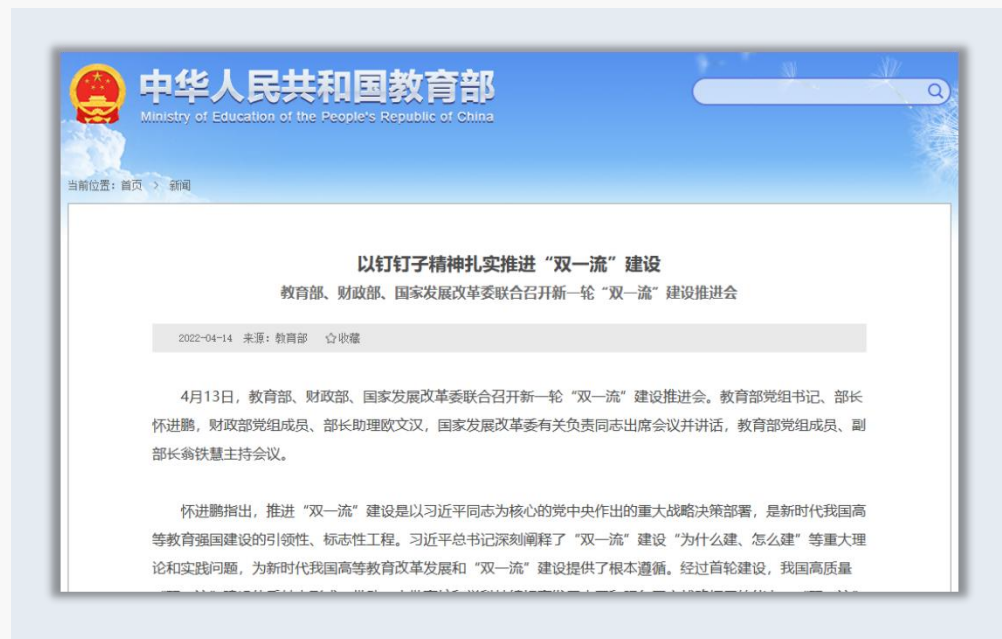 中华人民共和国教育部
Ministry of Education of the People's Republic of China
当前位置：首页 > 新闻
以钉钉子精神扎实推进“双一流”建设
教育部、财政部、国家发展改革委联合召开新一轮“双一流”建设推进会
2022-04-14 来源：教育部 ☆收藏
4月13日，教育部、财政部、国家发展改革委联合召开新一轮“双一流”建设推进会。教育部党组书记、部长
怀进鹏，财政部党组成员、部长助理欧文汉，国家发展改革委有关负责同志出席会议并讲话，教育部党组成员、副
部长翁铁慧主持会议。
怀进鹏指出，推进“双一流”建设是以习近平同志为核心的党中央作出的重大战略决策部署，是新时代我国高
等教育强国建设的引领性、标志性工程。习近平总书记深刻阐释了“双一流”建设“为什么建、怎么建”等重大理
论和实践问题，为新时代我国高等教育改革发展和“双一流”建设提供了根本遵循。经过首轮建设，我国高质量